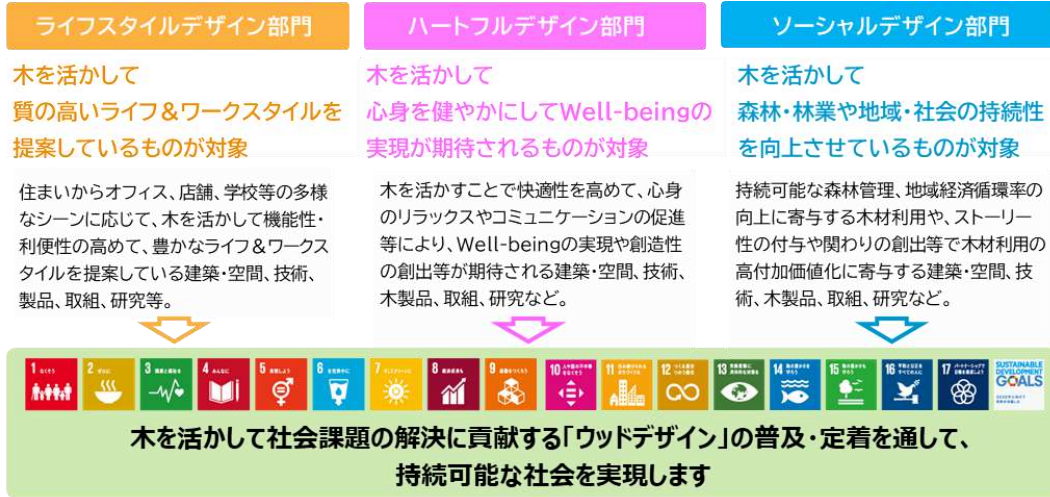 ライフスタイルデザイン部門
木を活かして
質の高いライフ&ワークスタイルを
提案しているものが対象
住まいからオフィス、店舗、学校等の多様
なシーンに応じて、木を活かして機能性・
利便性の高めて、豊かなライフ&ワークス
タイルを提案している建築・空間、技術、
製品、取組、研究等。
ハートフルデザイン部門
木を活かして
心身を健やかにしてWell-beingの
実現が期待されるものが対象
木を活かすことで快適性を高めて、心身
のリラックスやコミュニケーションの促進
等により、Well-beingの実現や創造性
の創出等が期待される建築・空間、技術、
木製品、取組、研究など。
ソーシャルデザイン部門
木を活かして
森林・林業や地域・社会の持続性
を向上させているものが対象
持続可能な森林管理、地域経済循環率の
向上に寄与する木材利用や、ストーリー
性の付与や関わりの創出等で木材利用の
高付加価値化に寄与する建築・空間、技
術、木製品、取組、研究など。
1
2
3
4 みんなに
5
6
7
8
9
10
11
12
13
14
15
16
17
SUSTAINABLE
DEVELOPMENT
GOALS
木を活かして社会課題の解決に貢献する「ウッドデザイン」の普及・定着を通して、
持続可能な社会を実現します